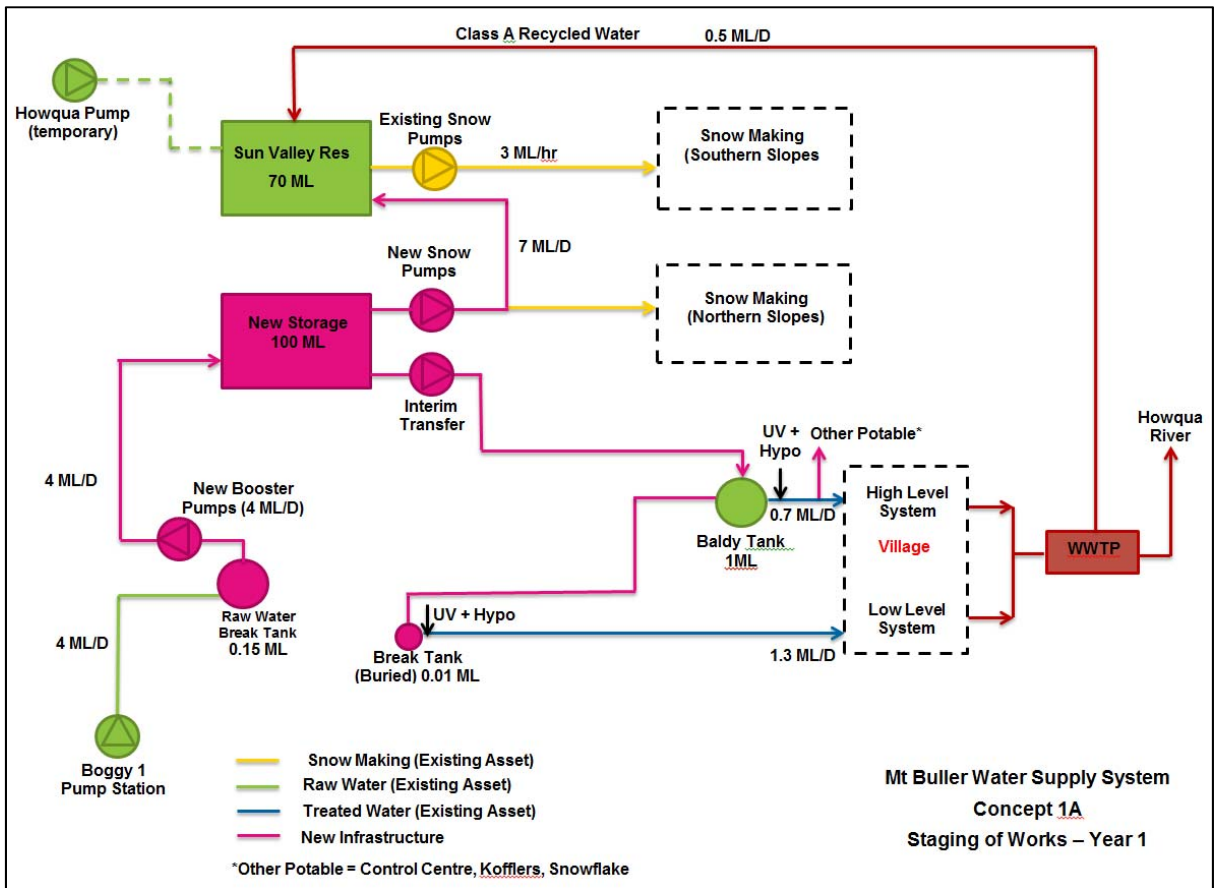 Class A Recycled Water 0.5 ML/D
Howqua Pump
(temporary)
Existing Snow
Pumps
3 ML/hr
Sun Valley Res
70 ML
Snow Making
(Southern Slopes
7 ML/D
New Snow
Pumps
New Storage
100 ML
Snow Making
(Northern Slopes)
Interim
Transfer
4 ML/D
New Booster
Pumps (4 ML/D)
Raw Water
Break Tank
0.15 ML
4 ML/D
Boggy 1
Pump Station
UV +
Hypo
Other Potable*
0.7 ML/D
Baldy Tank
1ML
UV + Hypo
Break Tank
(Buried) 0.01 ML
1.3 ML/D
High Level
System
Village
Low Level
System
WWTP
Howqua
River
Snow Making (Existing Asset)
Raw Water (Existing Asset)
Treated Water (Existing Asset)
New Infrastructure
*Other Potable = Control Centre, Kofflers, Snowflake
Mt Buller Water Supply System
Concept 1A
Staging of Works – Year 1